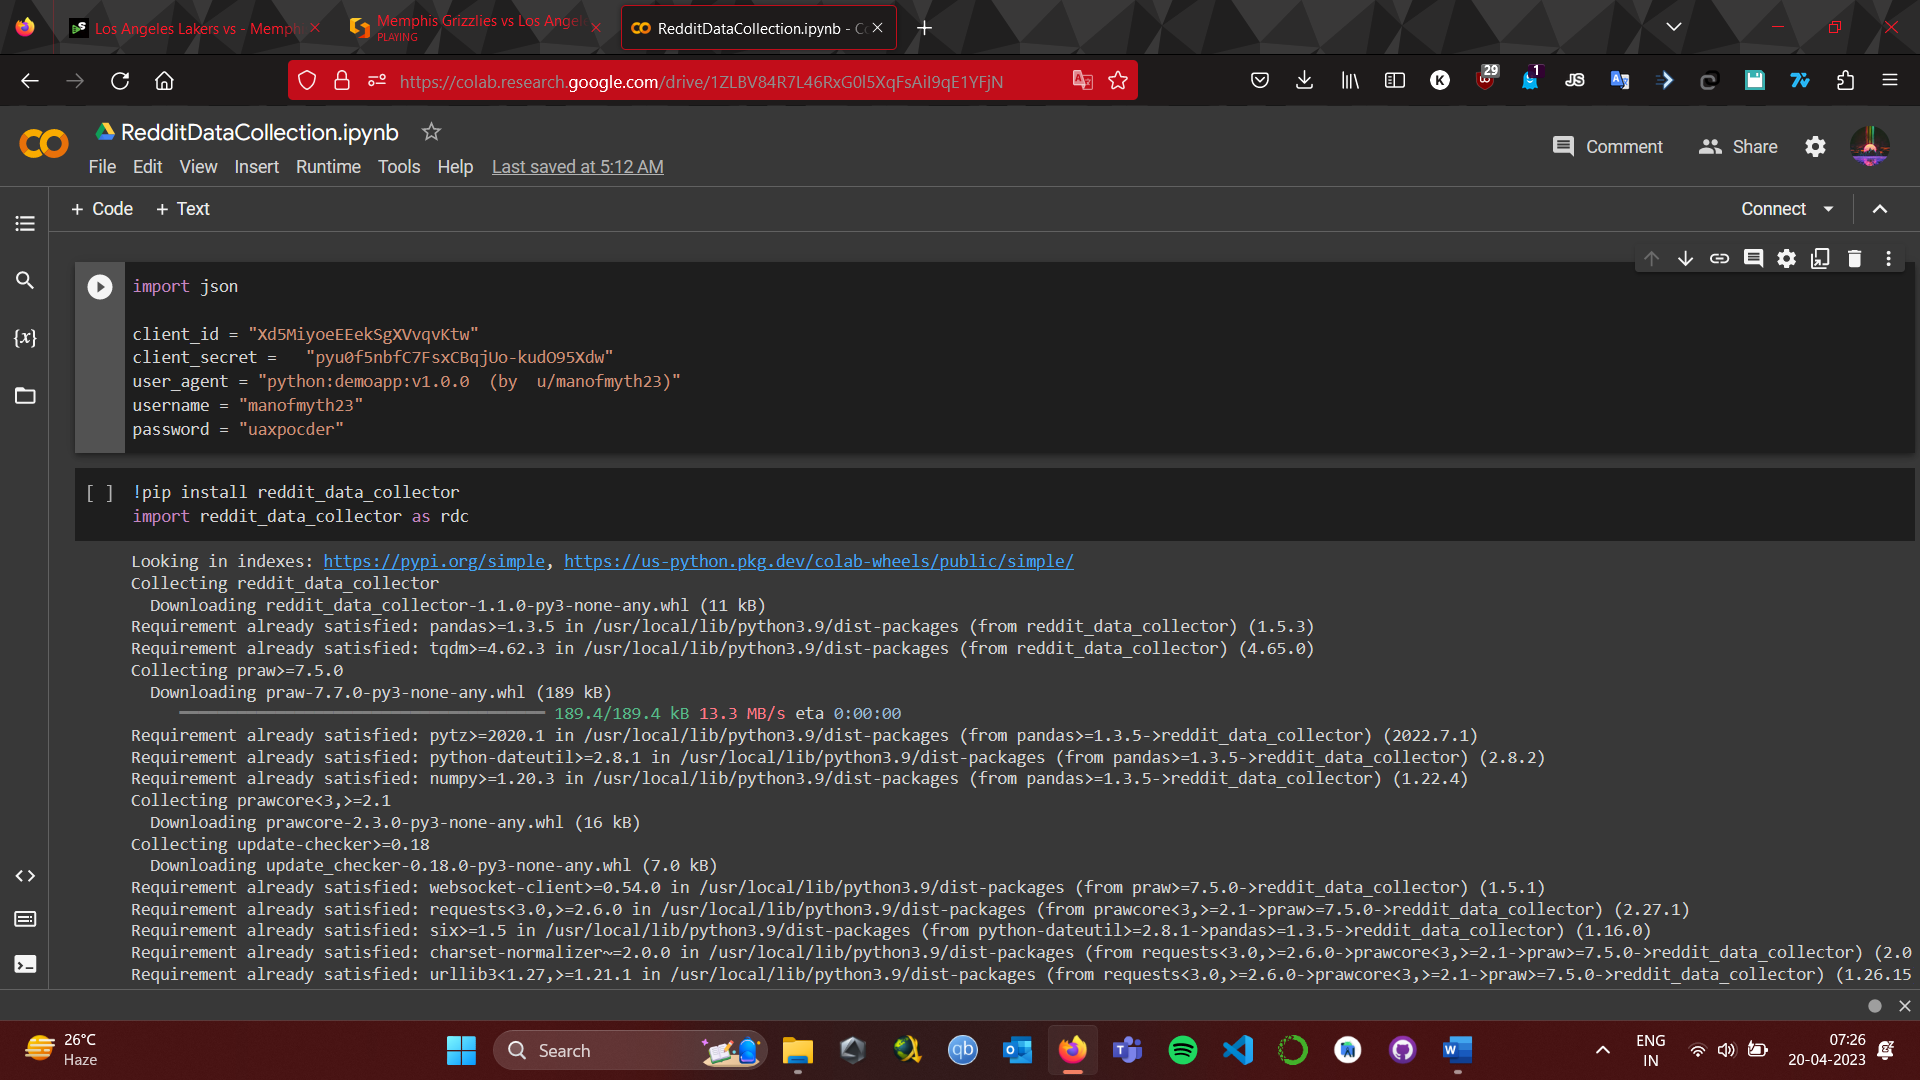 Los Angeles Lakers vs - Memph
Memphis Grizzlies vs Los Angele
PLAYING
RedditDataCollection.ipynb - Co
https://colab.research.google.com/drive/1ZLBV84R7L46RxG0l5XqFsAiI9qE1YFjN
29
1
RedditDataCollection.ipynb
Comment
Share
File Edit View Insert Runtime Tools Help Last saved at 5:12 AM
+ Code + Text
Connect
import json
client_id = "Xd5MiyoeEEekSgXVvqvKtw"
client_secret = "pyu0f5nbfC7FsxCBqjUo-kudO95Xdw"
user_agent = "python:demoapp:v1.0.0 (by u/manofmyth23)"
username = "manofmyth23"
password = "uaxpocder"
[ ] !pip install reddit_data_collector
import reddit_data_collector as rdc
Looking in indexes: https://pypi.org/simple, https://us-python.pkg.dev/colab-wheels/public/simple/
Collecting reddit_data_collector
Downloading reddit_data_collector-1.1.0-py3-none-any.whl (11 kB)
Requirement already satisfied: pandas>=1.3.5 in /usr/local/lib/python3.9/dist-packages (from reddit_data_collector) (1.5.3)
Requirement already satisfied: tqdm>=4.62.3 in /usr/local/lib/python3.9/dist-packages (from reddit_data_collector) (4.65.0)
Collecting praw>=7.5.0
Downloading praw-7.7.0-py3-none-any.whl (189 kB)
189.4/189.4 kB 13.3 MB/s eta 0:00:00
Requirement already satisfied: pytz>=2020.1 in /usr/local/lib/python3.9/dist-packages (from pandas>=1.3.5->reddit_data_collector) (2022.7.1)
Requirement already satisfied: python-dateutil>=2.8.1 in /usr/local/lib/python3.9/dist-packages (from pandas>=1.3.5->reddit_data_collector) (2.8.2)
Requirement already satisfied: numpy>=1.20.3 in /usr/local/lib/python3.9/dist-packages (from pandas>=1.3.5->reddit_data_collector) (1.22.4)
Collecting prawcore<3,>=2.1
Downloading prawcore-2.3.0-py3-none-any.whl (16 kB)
Collecting update-checker>=0.18
Downloading update_checker-0.18.0-py3-none-any.whl (7.0 kB)
Requirement already satisfied: websocket-client>=0.54.0 in /usr/local/lib/python3.9/dist-packages (from praw>=7.5.0->reddit_data_collector) (1.5.1)
Requirement already satisfied: requests<3.0,>=2.6.0 in /usr/local/lib/python3.9/dist-packages (from prawcore<3,>=2.1->praw>=7.5.0->reddit_data_collector) (2.27.1)
Requirement already satisfied: six>=1.5 in /usr/local/lib/python3.9/dist-packages (from python-dateutil>=2.8.1->pandas>=1.3.5->reddit_data_collector) (1.16.0)
Requirement already satisfied: charset-normalizer~=2.0.0 in /usr/local/lib/python3.9/dist-packages (from requests<3.0,>=2.6.0->prawcore<3,>=2.1->praw>=7.5.0->reddit_data_collector) (2.0
Requirement already satisfied: urllib3<1.27,>=1.21.1 in /usr/local/lib/python3.9/dist-packages (from requests<3.0,>=2.6.0->prawcore<3,>=2.1->praw>=7.5.0->reddit_data_collector) (1.26.15
26°C
Haze
Search
ENG
IN
07:26
20-04-2023